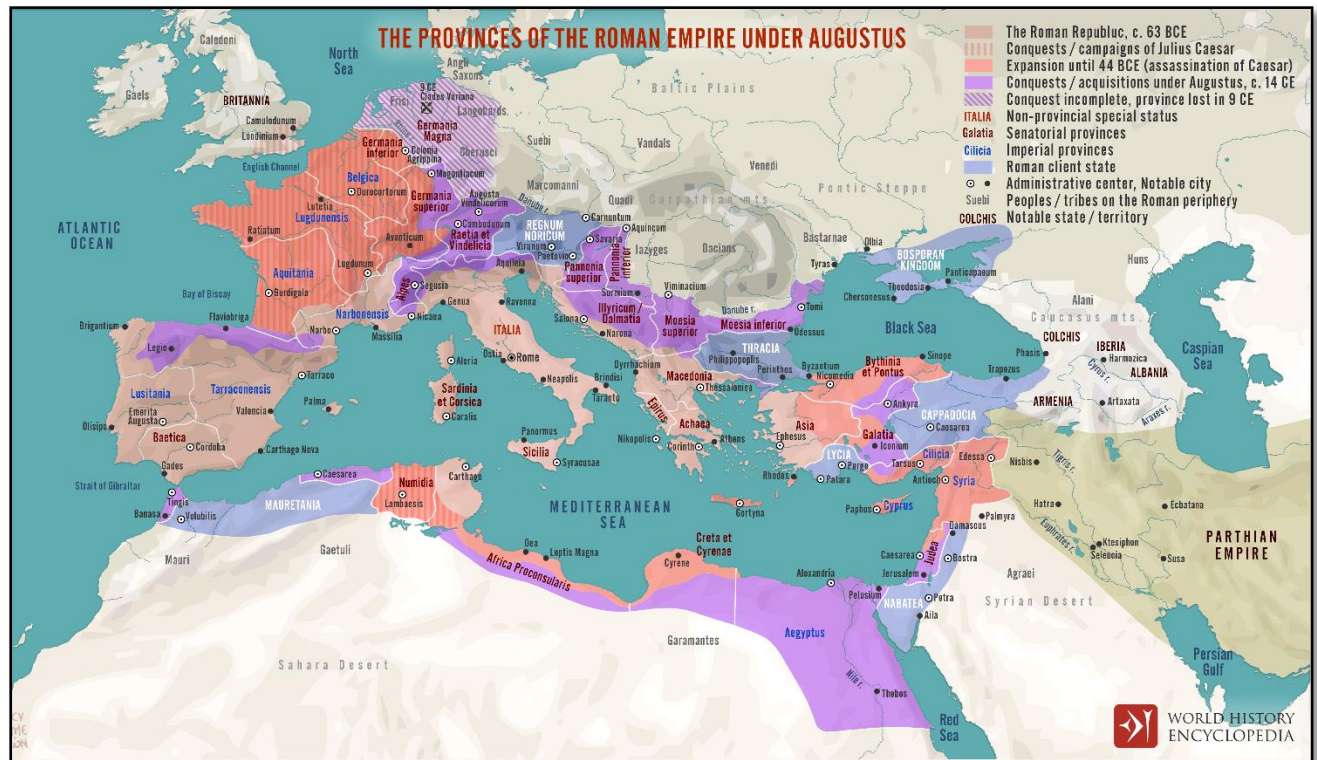 THE PROVINCES OF THE ROMAN EMPIRE UNDER AUGUSTUS
The Roman Republuc, c. 63 BCE
Conquests / campaigns of Julius Caesar
Expansion until 44 BCE (assassination of Caesar)
Conquests / acquisitions under Augustus, c. 14 CE
Conquest incomplete, province lost in 9 CE
ITALIA Non-provincial special status
Galatia Senatorial provinces
Cilicia Imperial provinces
Roman client state
Administrative center, Notable city
Suebi Peoples / tribes on the Roman periphery
COLCHIS Notable state / territory
Caledoni
North
Sea
Gaels
BRITANNIA
Camulodunum
Londinium
English Channel
Angli
Saxons
9 CE
Clades Variana
Frisi
Langobards
Germania
Magna
Cherusci
Baltic Plains
Suebi
Vandals
Venedi
Marcomanni
Quadi
Carpathian mts.
Pontic Steppe
Germania
inferior
Colonia
Agrippina
Mogontiacum
Belgica
Durocortorum
Lutetia
Lugdunensis
Germania
superior
Augusta
Vindelicorum
Cambodunum
Raetia et
Vindelicia
Danube r.
REGNUM
NORICUM
Virunum
Poetovio
Carnuntum
Aquincum
Savaria
Pannonia
superior
Pannonia
inferior
Iazyges
Dacians
Bastarnae
Tyras
Olbia
BOSPORAN
KINGDOM
Panticapaeum
Theodosia
Chersonesus
Huns
Alani
Caucasus mts.
ATLANTIC
OCEAN
Ratiatum
Aventicum
Aquitania
Lugdunum
Burdigala
Bay of Biscay
Alpes
Segusia
Nicaea
Genua
Aquileia
Ravenna
Narbonensis
Narbo
Massilia
Sirmium
Salona
Illyricum/
Dalmatia
Narona
Viminacium
Moesia
superior
Danube r.
Moesia inferior
Tomi
Odessus
THRACIA
Philippopolis
Perinthos
Byzantium
Black Sea
COLCHIS
Phasis
IBERIA
Harmozica
ALBANIA
Cyrus r.
Caspian
Sea
ARMENIA
Artaxata
Araxes r.
Brigantium
Flaviobriga
Legio
Lusitania
Tarraconensis
Tarraco
Emerita
Augusta
Valencia
Palma
Olisipo
Baetica
Cordoba
Carthago Nova
Gades
Strait of Gibraltar
ITALIA
Ostia
Rome
Aleria
Sardinia
et Corsica
Caralis
Neapolis
Brindisi
Taranto
Panormus
Sicilia
Syracusae
Dyrrhachium
Macedonia
Thessalonica
Epirus
Nikopolis
Achaea
Corinth
Athens
Nicomedia
Bythinia
et Pontus
Sinope
Trapezus
Ankyra
CAPPADOCIA
Caesarea
Asia
Ephesus
Galatia
Iconium
LYCIA
Perge
Patara
Rhodes
Cilicia
Tarsus
Edessa
Antioch
Syria
Nisbis
Tigris r.
Tingis
Banasa
Volubilis
Caesarea
MAURETANIA
Numidia
Lambaesis
Carthago
Mauri
Gaetuli
MEDITERRANEAN
SEA
Gortyna
Paphos
Cyprus
Palmyra
Damascus
Hatra
Ecbatana
Euphrates r.
Ktesiphon
Seleucia
Susa
PARTHIAN
EMPIRE
Oea
Leptis Magna
Africa Proconsularis
Creta et
Cyrenae
Cyrene
Alexandria
Caesarea
Judea
Jerusalem
Bostra
Pelusium
NABATEA
Petra
Aila
Agraei
Syrian Desert
Aegyptus
Garamantes
Sahara Desert
Nile r.
Thebes
Red
Sea
Persian
Gulf
WORLD HISTORY
ENCYCLOPEDIA